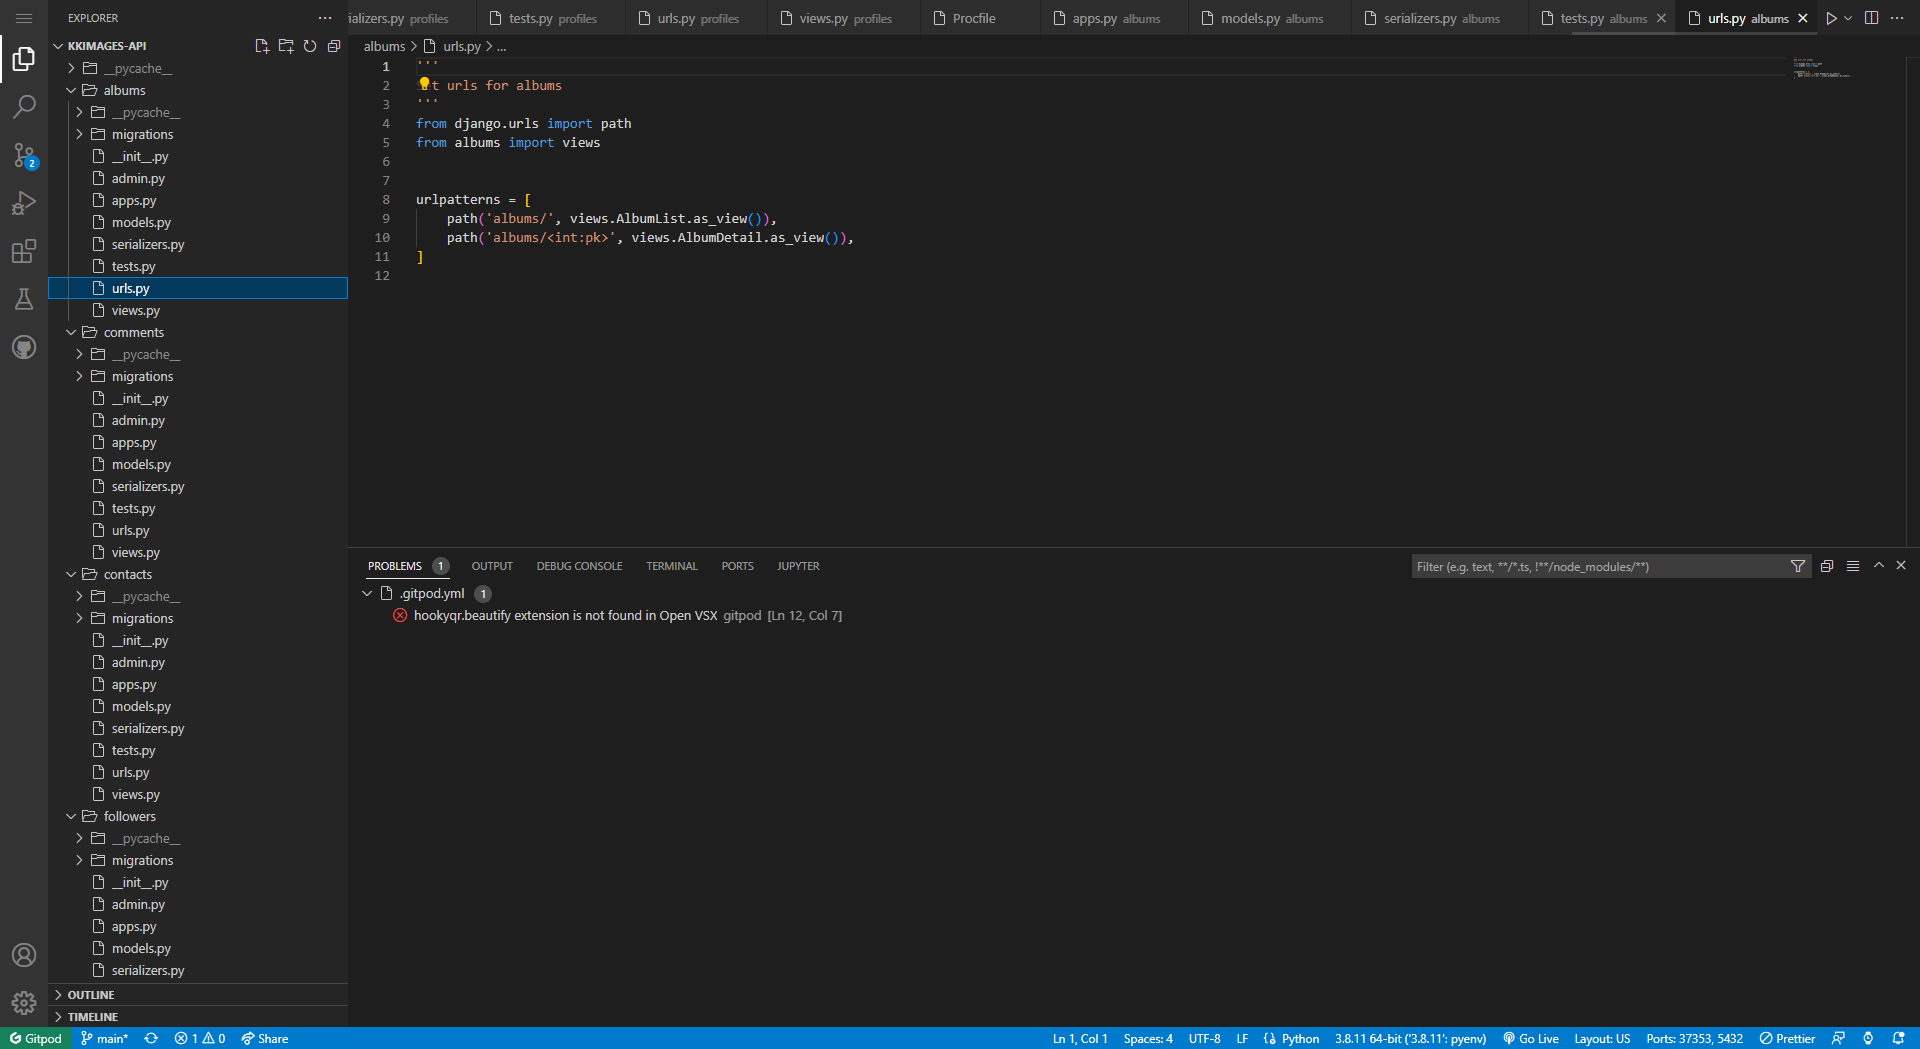 EXPLORER
KKIMAGES-API
__pycache__
albums
__pycache__
migrations
__init__.py
admin.py
apps.py
models.py
serializers.py
tests.py
urls.py
views.py
comments
__pycache__
migrations
__init__.py
admin.py
apps.py
models.py
serializers.py
tests.py
urls.py
views.py
contacts
__pycache__
migrations
__init__.py
admin.py
apps.py
models.py
serializers.py
tests.py
urls.py
views.py
followers
__pycache__
migrations
__init__.py
admin.py
apps.py
models.py
serializers.py
OUTLINE
TIMELINE
2
ializers.py profiles tests.py profiles urls.py profiles views.py profiles Procfile apps.py albums models.py albums serializers.py albums tests.py albums urls.py albums
albums > urls.py > ...
1 '''
2 urls for albums
3 '''
4 from django.urls import path
5 from albums import views
6
7
8 urlpatterns = [
9 path('albums/', views.AlbumList.as_view()),
10 path('albums/<int:pk>', views.AlbumDetail.as_view()),
11 ]
12
PROBLEMS 1 OUTPUT DEBUG CONSOLE TERMINAL PORTS JUPYTER Filter (e.g. text, **/*.ts, !**/node_modules/**)
.gitpod.yml 1
hookyqr.beautify extension is not found in Open VSX gitpod [Ln 12, Col 7]
Gitpod main* 1 0 Share Ln 1, Col 1 Spaces: 4 UTF-8 LF Python 3.8.11 64-bit ('3.8.11': pyenv) Go Live Layout: US Ports: 37353, 5432 Prettier